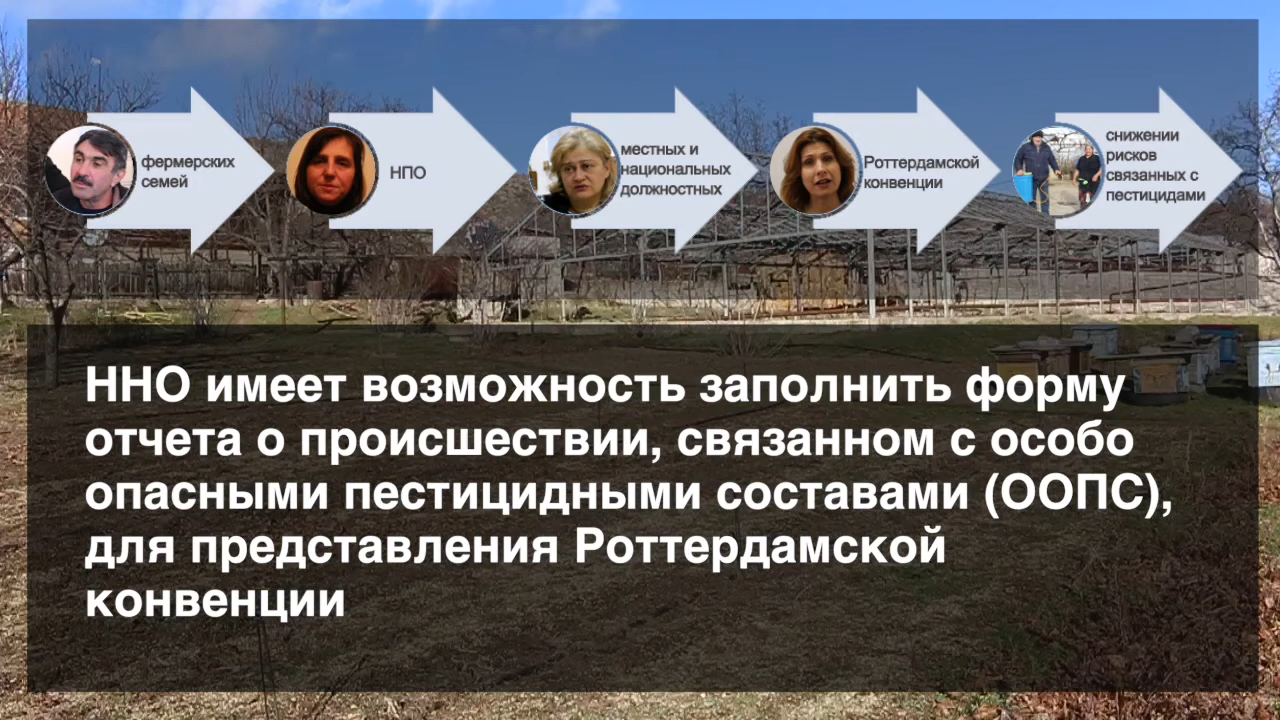 фермерских
семей
НПО
местных и
национальных
должностных
Роттердамской
конвенции
снижении
рисков
связанных с
пестицидами
ННО имеет возможность заполнить форму
отчета о происшествии, связанном с особо
опасными пестицидными составами (ООПС),
для представления Роттердамской
конвенции